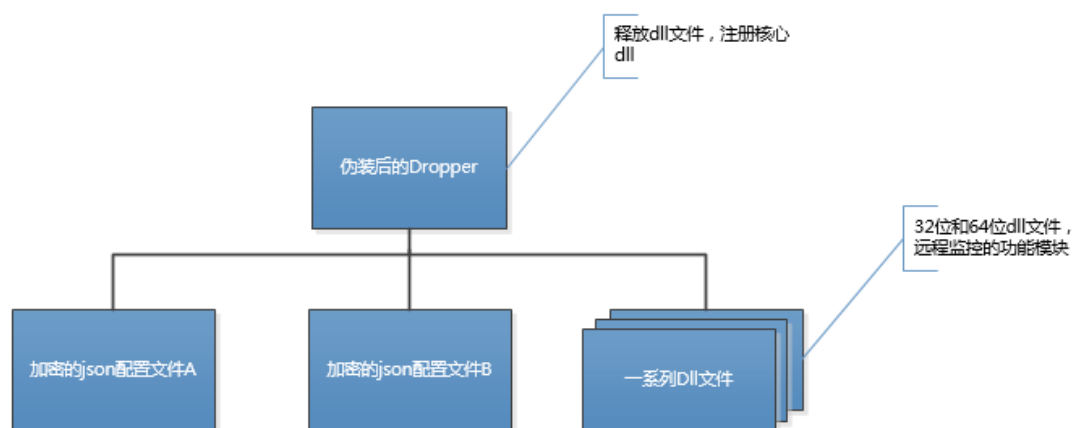 释放dll文件，注册核心
dll
伪装后的Dropper
32位和64位dll文件，
远程监控的功能模块
加密的json配置文件A
加密的json配置文件B
一系列Dll文件